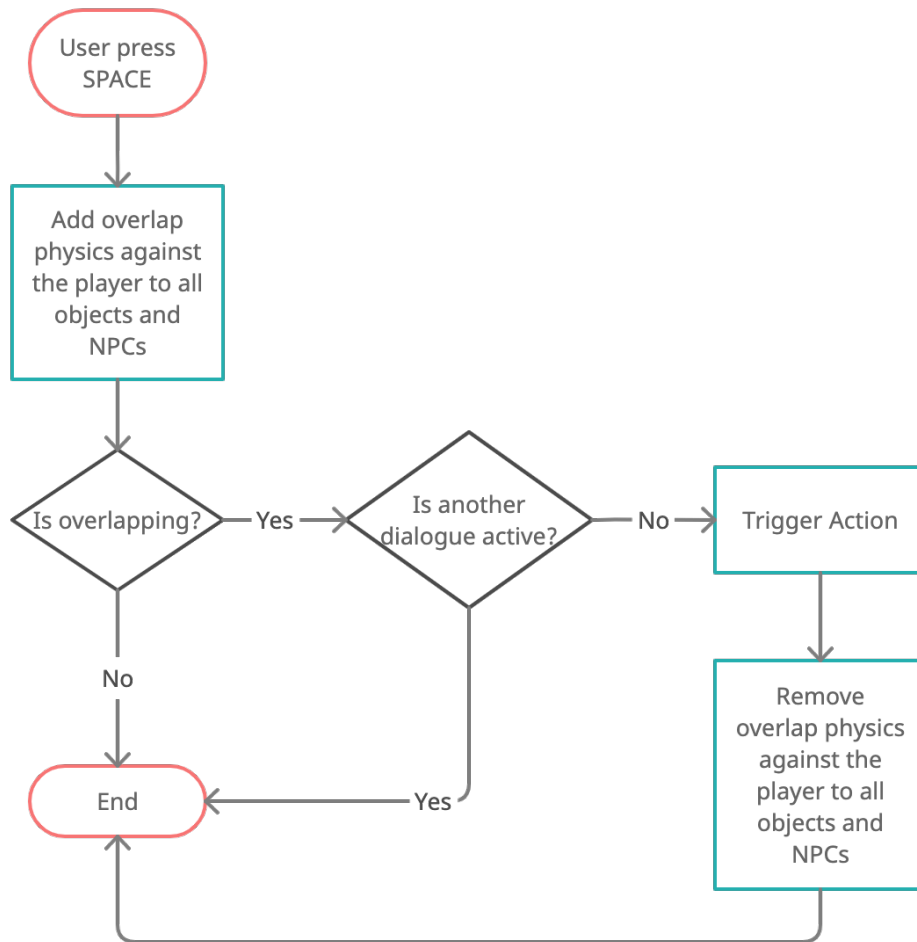 User press
SPACE
Add overlap
physics against
the player to all
objects and
NPCs
Is overlapping?
Yes
Is another
dialogue active?
No
Trigger Action
No
Remove
overlap physics
against the
player to all
objects and
NPCs
End
Yes